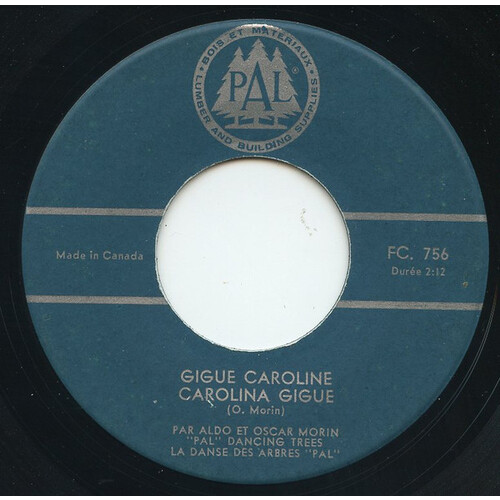 • BOIS ET MATÉRIAUX •
PAL®
LUMBER AND BUILDING SUPPLIES
Made in Canada
FC. 756
Durée 2:12
GIGUE CAROLINE
CAROLINA GIGUE
(O. Morin)
PAR ALDO ET OSCAR MORIN
"PAL" DANCING TREES
LA DANSE DES ARBRES "PAL"